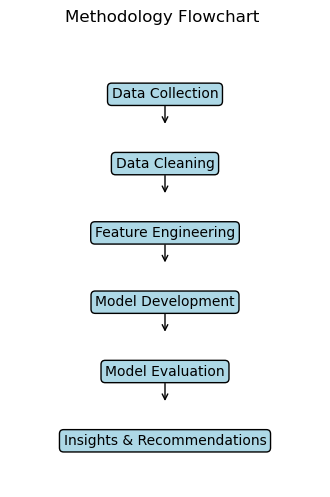 Methodology Flowchart
Data Collection
Data Cleaning
Feature Engineering
Model Development
Model Evaluation
Insights & Recommendations